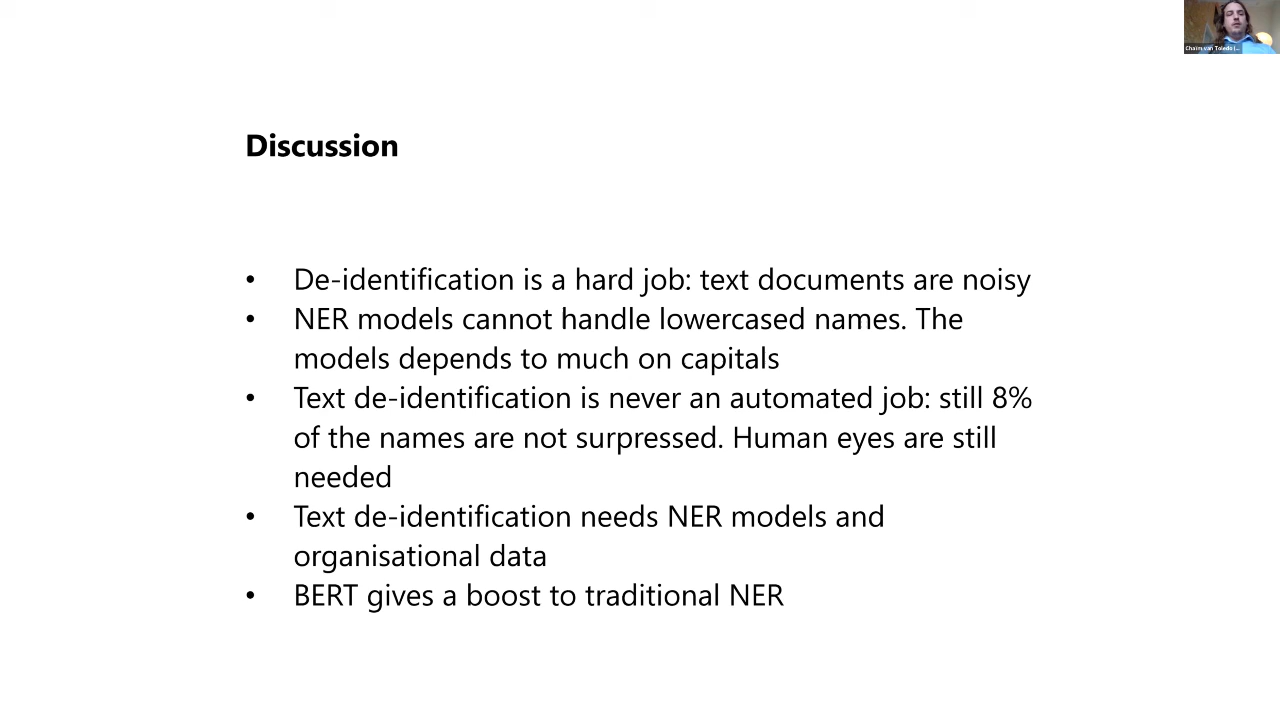 Chaïm van Toledo (...
Discussion
• De-identification is a hard job: text documents are noisy
• NER models cannot handle lowercased names. The
models depends to much on capitals
• Text de-identification is never an automated job: still 8%
of the names are not surpressed. Human eyes are still
needed
• Text de-identification needs NER models and
organisational data
• BERT gives a boost to traditional NER